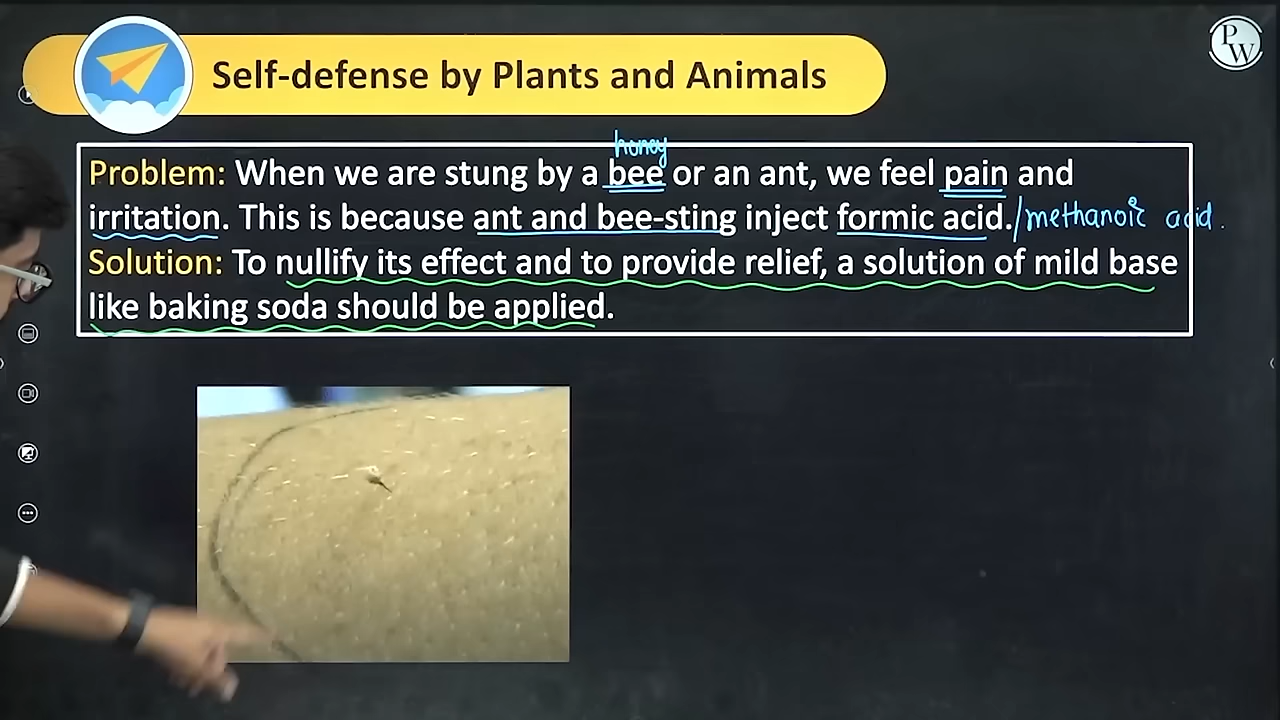 Self-defense by Plants and Animals
PW
honey
Problem: When we are stung by a bee or an ant, we feel pain and
irritation. This is because ant and bee-sting inject formic acid. /methanoic acid.
Solution: To nullify its effect and to provide relief, a solution of mild base
like baking soda should be applied.